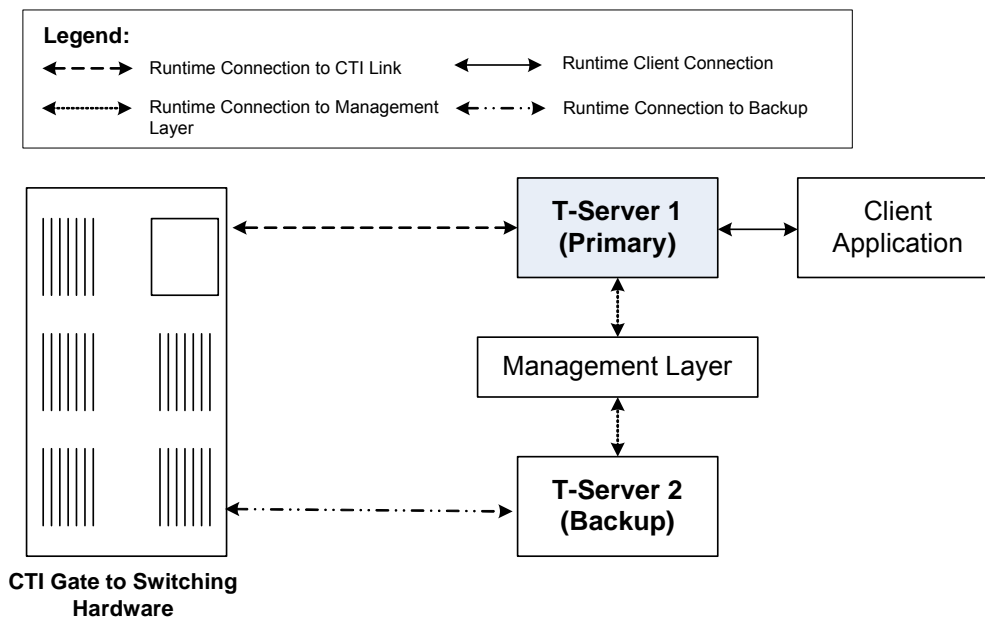 Legend:
Runtime Connection to CTI Link
Runtime Client Connection
Runtime Connection to Management
Layer
Runtime Connection to Backup
T-Server 1
(Primary)
Client
Application
Management Layer
T-Server 2
(Backup)
CTI Gate to Switching
Hardware